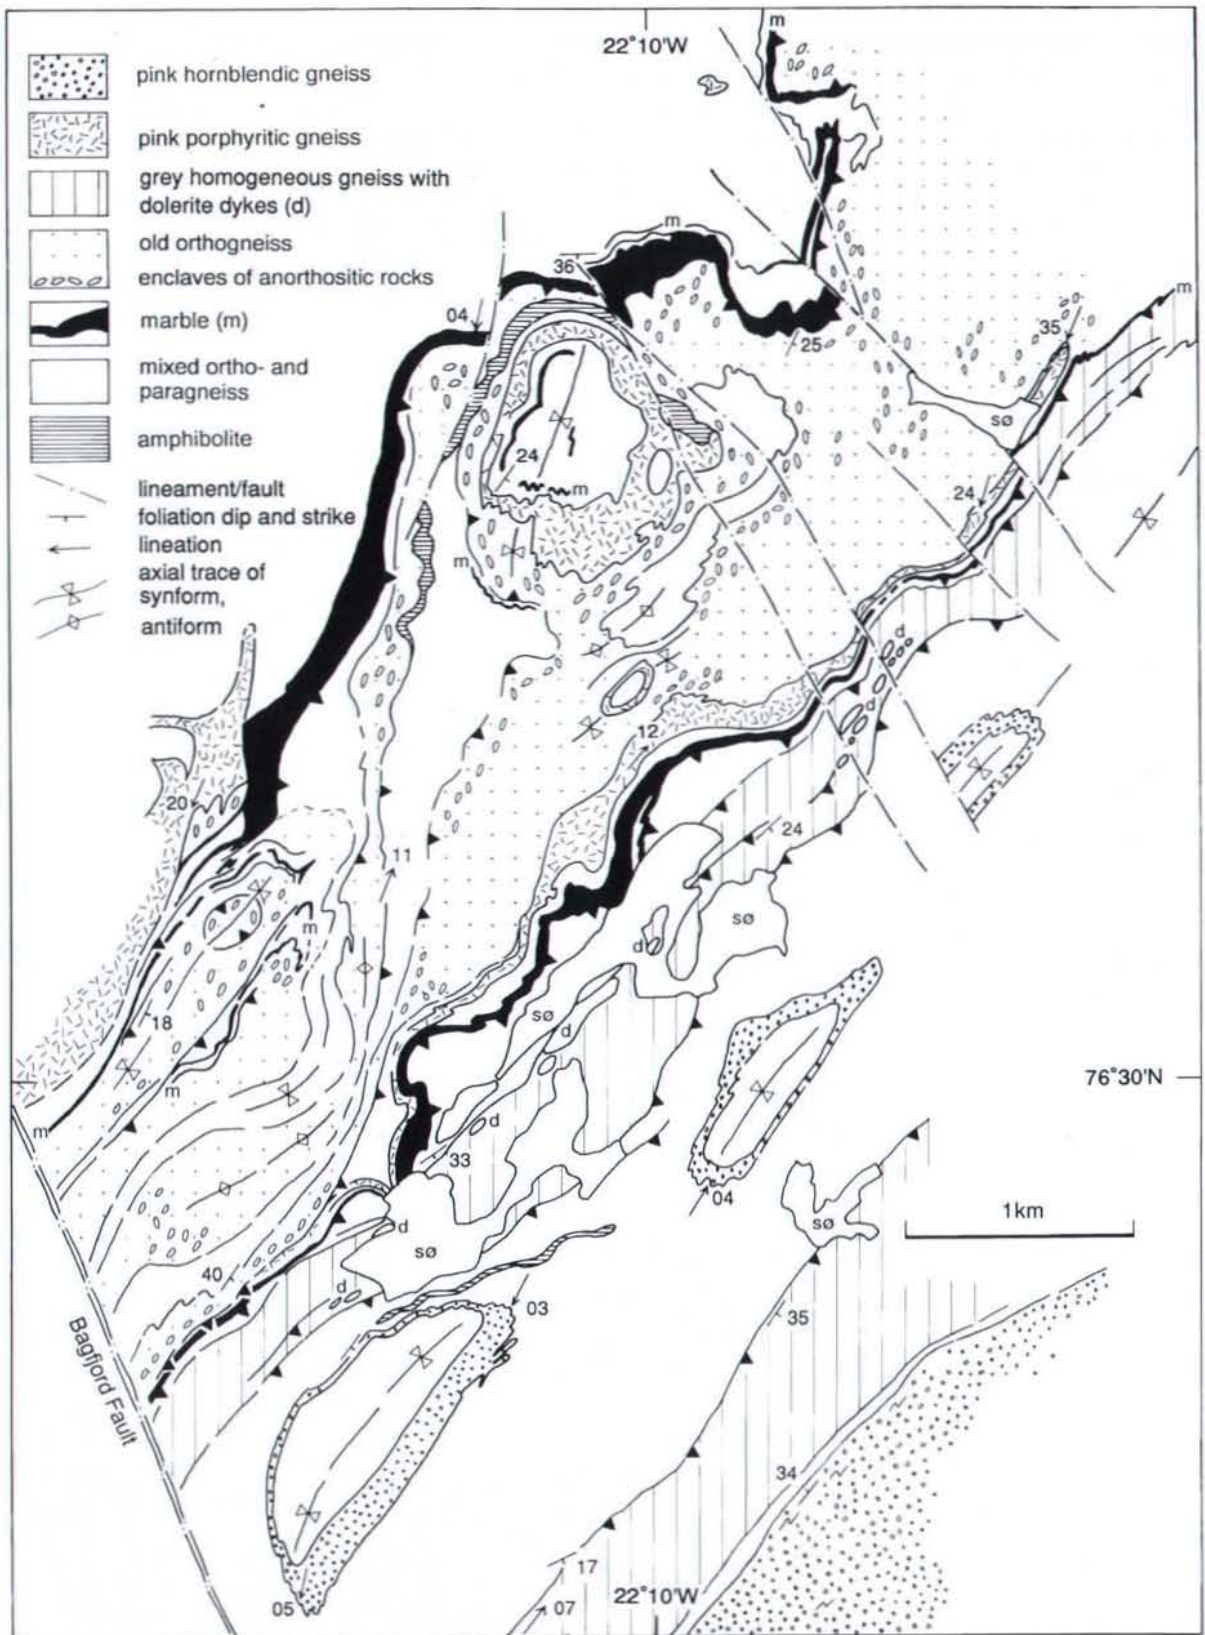 22°10'W
m
pink hornblendic gneiss
pink porphyritic gneiss
grey homogeneous gneiss with
dolerite dykes (d)
old orthogneiss
enclaves of anorthositic rocks
marble (m)
mixed ortho- and
paragneiss
amphibolite
lineament/fault
foliation dip and strike
lineation
axial trace of
synform,
antiform
m
36
m
04
35
25
sø
24
24
m
m
d
d
12
20
24
11
m
sø
d
18
sø
d
76°30'N
m
m
d
33
04
1km
sø
d
sø
40
d
03
35
Bagfjord Fault
34
17
22°10'W
05
07